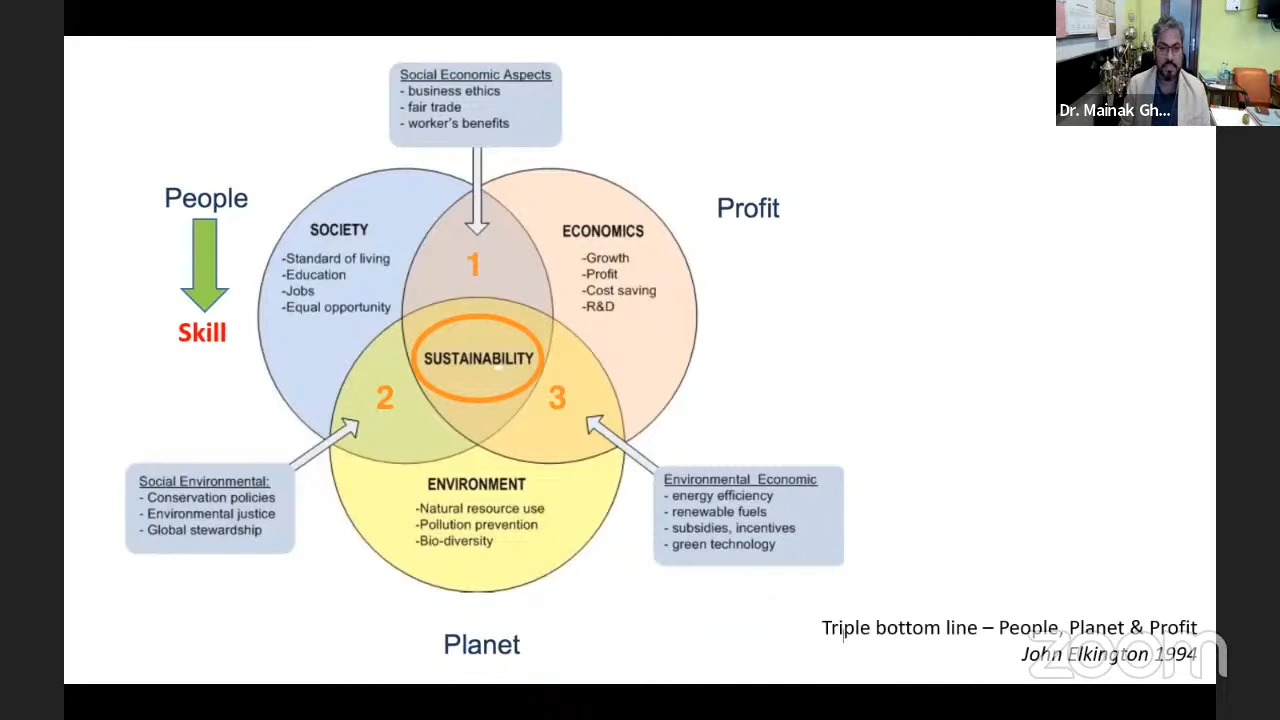 Social Economic Aspects
- business ethics
- fair trade
- worker's benefits
Dr. Mainak Gh...
People
Profit
Skill
SOCIETY
-Standard of living
-Education
-Jobs
-Equal opportunity
1
ECONOMICS
-Growth
-Profit
-Cost saving
-R&D
SUSTAINABILITY
2
3
Social Environmental:
- Conservation policies
- Environmental justice
- Global stewardship
ENVIRONMENT
-Natural resource use
-Pollution prevention
-Bio-diversity
Environmental Economic
- energy efficiency
- renewable fuels
- subsidies, incentives
- green technology
Planet
Triple bottom line – People, Planet & Profit
John Elkington 1994
zoom